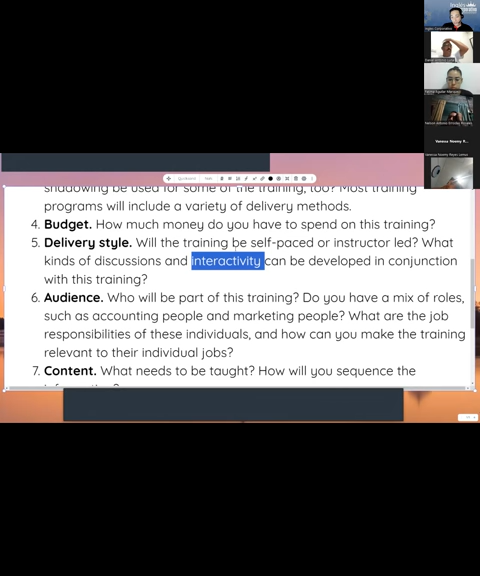 shadowing be used for some of the training, too? Most training
programs will include a variety of delivery methods.
4. Budget. How much money do you have to spend on this training?
5. Delivery style. Will the training be self-paced or instructor led? What
kinds of discussions and interactivity can be developed in conjunction
with this training?
6. Audience. Who will be part of this training? Do you have a mix of roles,
such as accounting people and marketing people? What are the job
responsibilities of these individuals, and how can you make the training
relevant to their individual jobs?
7. Content. What needs to be taught? How will you sequence the
Vanessa Noemy R...